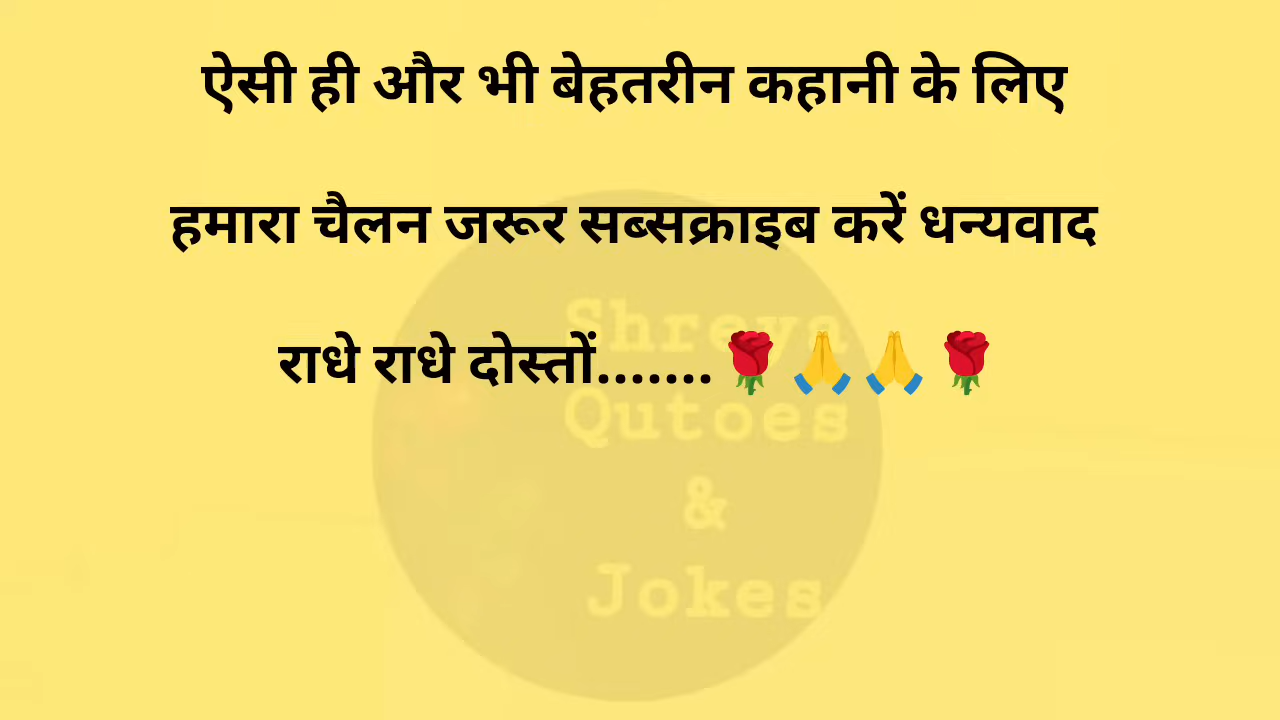 ऐसी ही और भी बेहतरीन कहानी के लिए
हमारा चैलन जरूर सब्सक्राइब करें धन्यवाद
राधे राधे दोस्तों.......🌹🙏🙏🌹
Shreya
Qutoes
&
Jokes